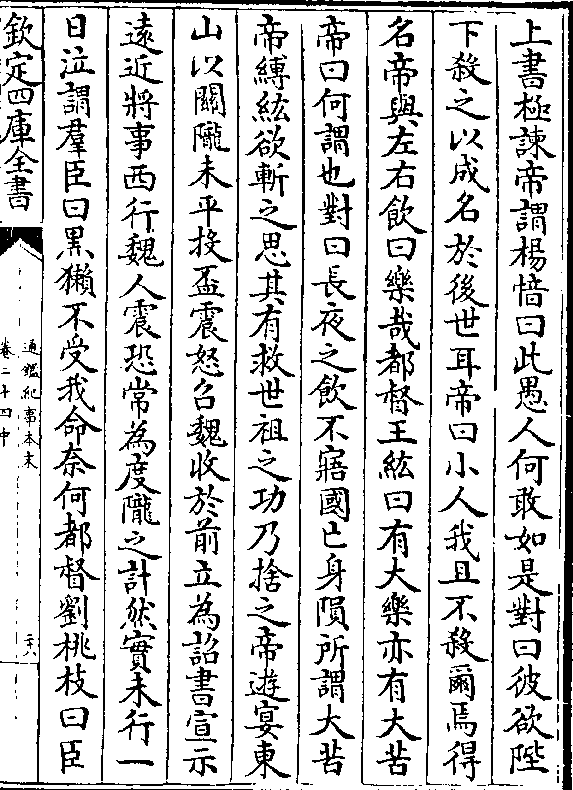 上書極諫帝謂楊愔曰此愚人何敢如是對曰彼欲陛
下殺之以成名於後世耳帝曰小人我且不殺爾焉得
名帝與左右飲曰樂哉都督王紘曰有大樂亦有大苦
帝曰何謂也對曰長夜之飲不寤國亡身隕所謂大苦
帝縛紘欲斬之思其有救世祖之功乃捨之帝遊宴東
山以關隴未平投盃震怒召魏收於前立為詔書宣示
遠近將事西行魏人震恐常為度隴之計然實未行一
日泣謂羣臣曰黑獺不受我命奈何都督劉桃枝曰臣
欽定四庫全書
通鑑紀事本末
卷二十四中
二十八